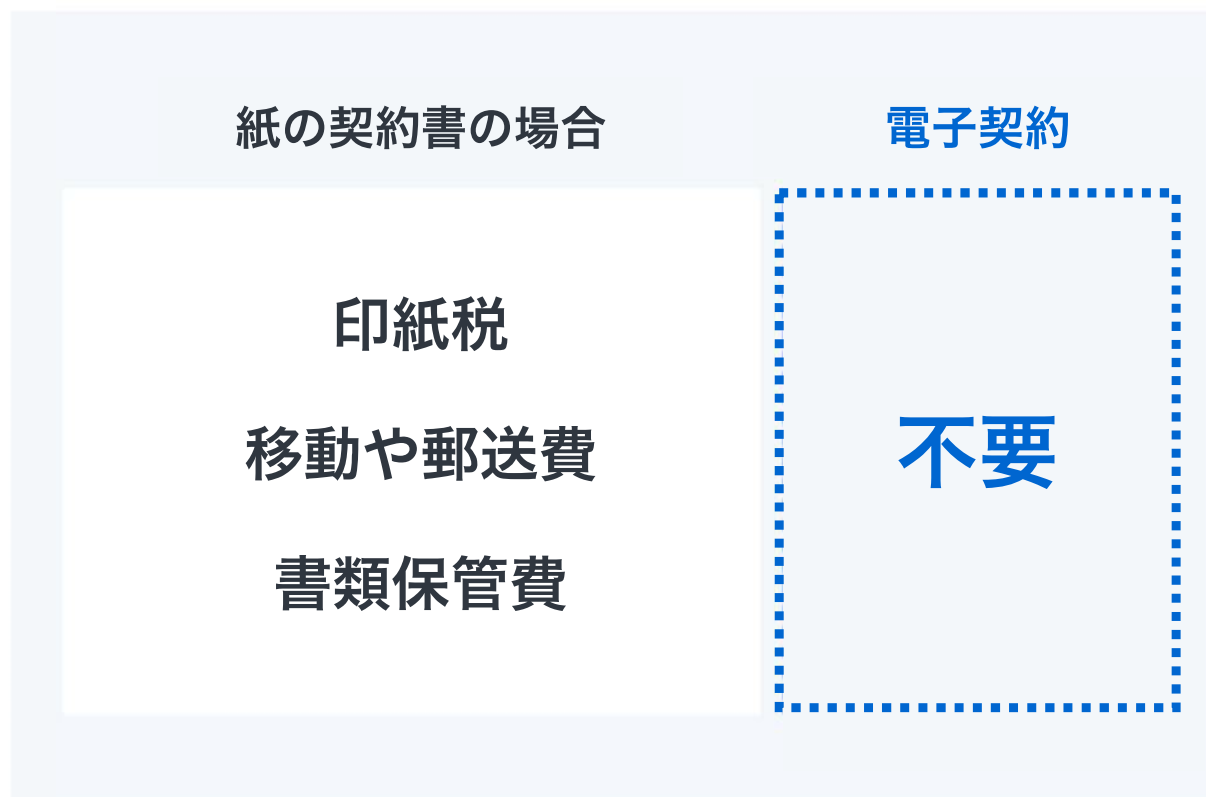 紙の契約書の場合
電子契約
印紙税
移動や郵送費
書類保管費
不要